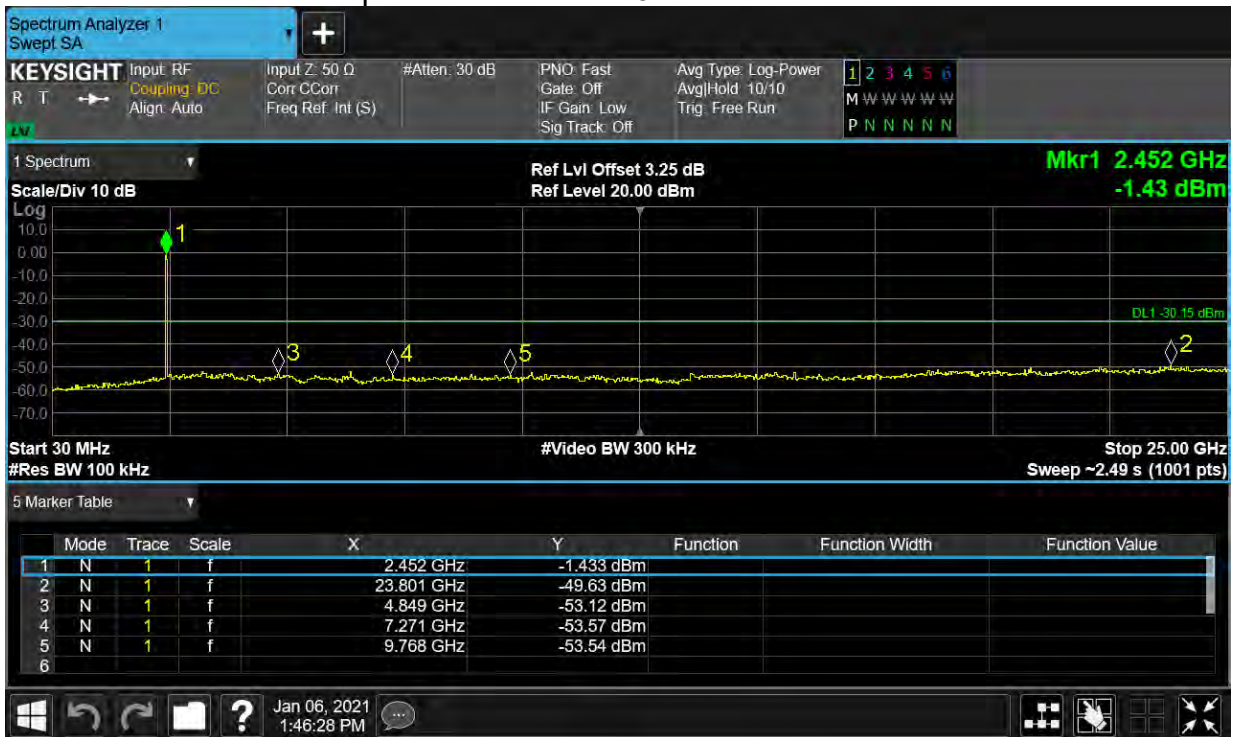 Spectrum Analyzer 1
Swept SA
+
KEYSIGHT Input: RF Input Z: 50 Ω #Atten: 30 dB PNO: Fast Avg Type: Log-Power 1 2 3 4 5 6
R T Coupling: DC Corr CCorr Gate: Off Avg|Hold: 10/10 M W W W W W
Align: Auto Freq Ref: Int (S) IF Gain: Low Trig: Free Run
Sig Track: Off P N N N N N
1 Spectrum Ref Lvl Offset 3.25 dB Mkr1 2.452 GHz
Scale/Div 10 dB Ref Level 20.00 dBm -1.43 dBm
Log
10.0 1
0.00
-10.0
-20.0
-30.0 DL1 -30.15 dBm
-40.0 3 4 5 2
-50.0
-60.0
-70.0
Start 30 MHz #Video BW 300 kHz Stop 25.00 GHz
#Res BW 100 kHz Sweep ~2.49 s (1001 pts)
5 Marker Table
Mode Trace Scale X Y Function Function Width Function Value
1 N 1 f 2.452 GHz -1.433 dBm
2 N 1 f 23.801 GHz -49.63 dBm
3 N 1 f 4.849 GHz -53.12 dBm
4 N 1 f 7.271 GHz -53.57 dBm
5 N 1 f 9.768 GHz -53.54 dBm
6
? Jan 06, 2021
1:46:28 PM